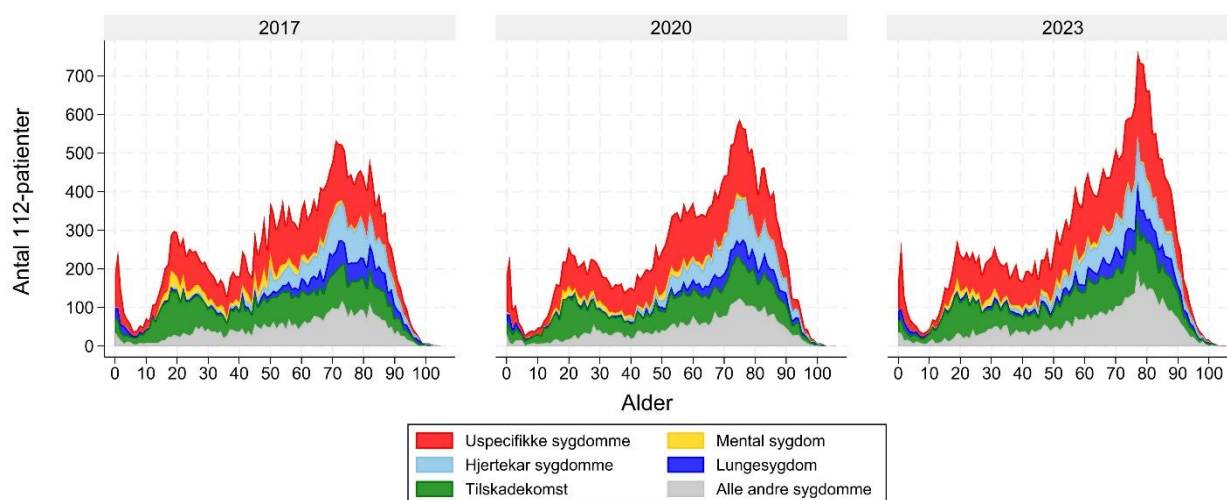 2017 2020 2023
Antal 112-patienter
700
600
500
400
300
200
100
0
0 10 20 30 40 50 60 70 80 90 100 0 10 20 30 40 50 60 70 80 90 100 0 10 20 30 40 50 60 70 80 90 100
Alder
Uspecifikke sygdomme Mental sygdom
Hjertekar sygdomme Lungesygdom
Tilskadekomst Alle andre sygdomme